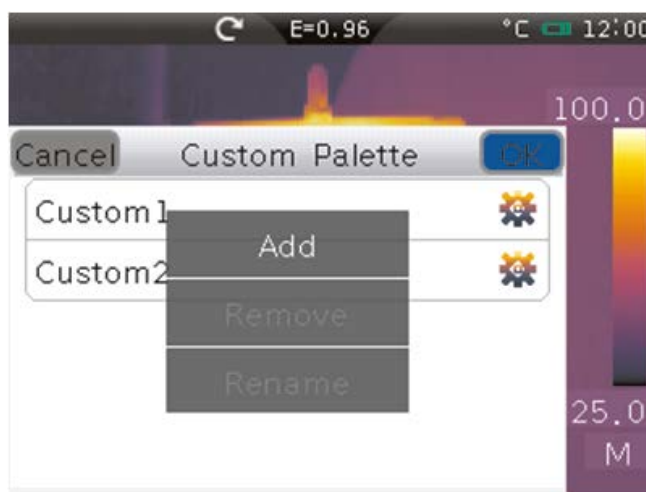 E=0.96 °C 12:00
100.0
Cancel Custom Palette OK
Custom1
Add
Custom2
Remove
Rename
25.0
M